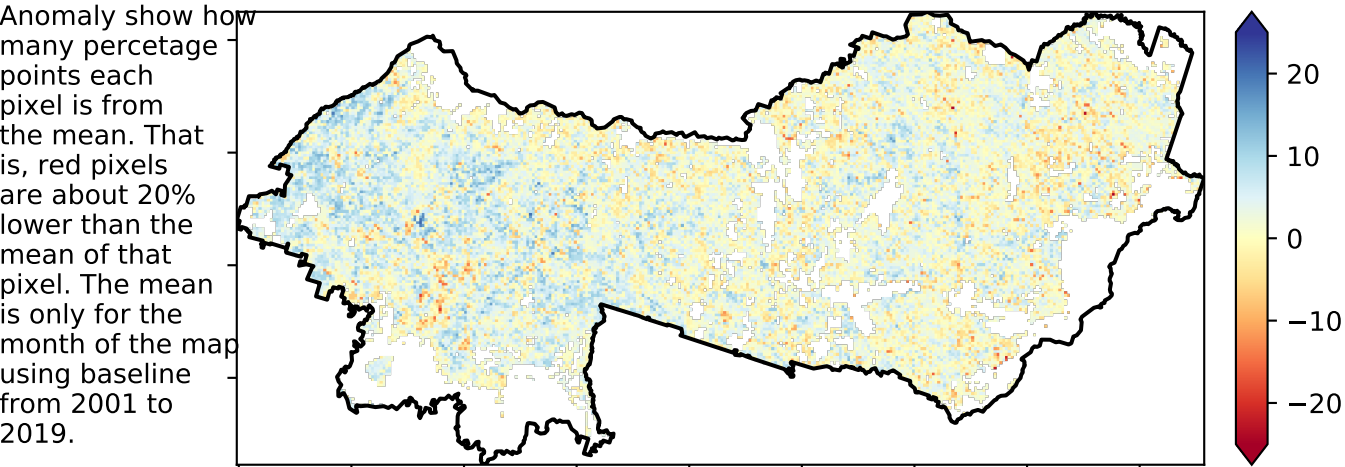 Anomaly show how
many percetage
points each
pixel is from
the mean. That
is, red pixels
are about 20%
lower than the
mean of that
pixel. The mean
is only for the
month of the map
using baseline
from 2001 to
2019.
20
10
0
−10
−20